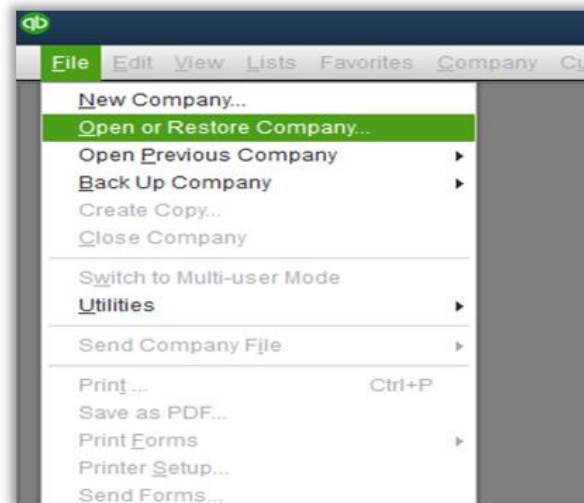 qb
File Edit View Lists Favorites Company Cu
New Company...
Open or Restore Company...
Open Previous Company
Back Up Company
Create Copy...
Close Company
Switch to Multi-user Mode
Utilities
Send Company File
Print ... Ctrl+P
Save as PDF...
Print Forms
Printer Setup...
Send Forms...